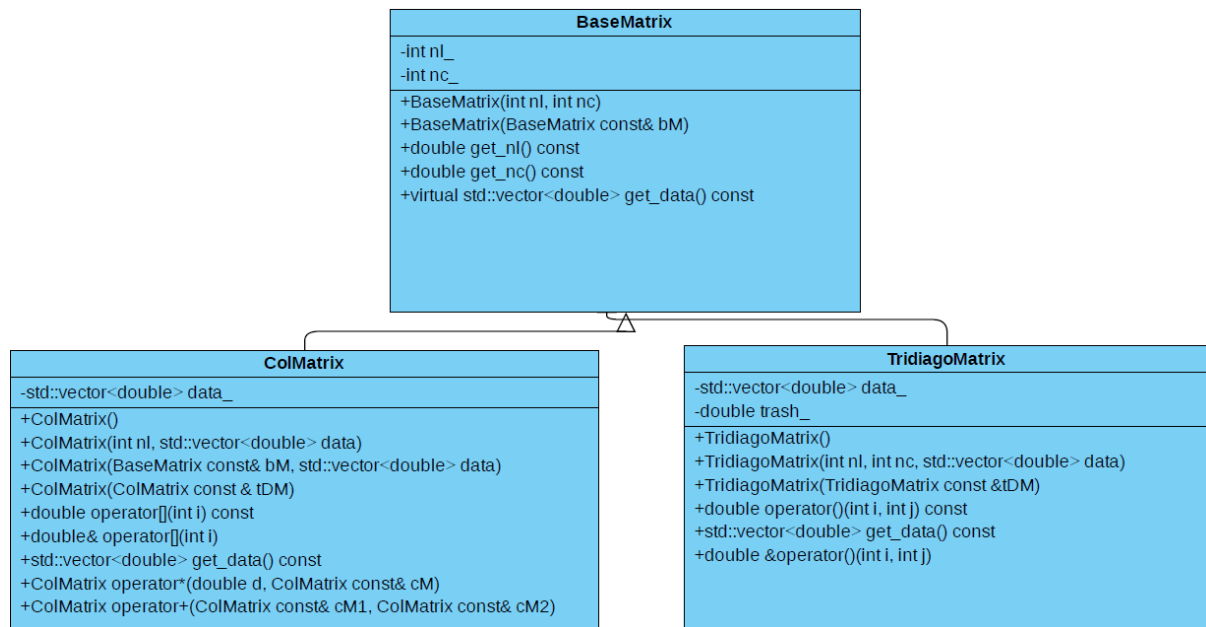 BaseMatrix
-int nl_
-int nc_
+BaseMatrix(int nl, int nc)
+BaseMatrix(BaseMatrix const& bM)
+double get_nl() const
+double get_nc() const
+virtual std::vector<double> get_data() const
ColMatrix
-std::vector<double> data_
+ColMatrix()
+ColMatrix(int nl, std::vector<double> data)
+ColMatrix(BaseMatrix const& bM, std::vector<double> data)
+ColMatrix(ColMatrix const & tDM)
+double operator[](int i) const
+double& operator[](int i)
+std::vector<double> get_data() const
+ColMatrix operator*(double d, ColMatrix const& cM)
+ColMatrix operator+(ColMatrix const& cM1, ColMatrix const& cM2)
TridiagoMatrix
-std::vector<double> data_
-double trash_
+TridiagoMatrix()
+TridiagoMatrix(int nl, int nc, std::vector<double> data)
+TridiagoMatrix(TridiagoMatrix const &tDM)
+double operator()(int i, int j) const
+std::vector<double> get_data() const
+double &operator()(int i, int j)